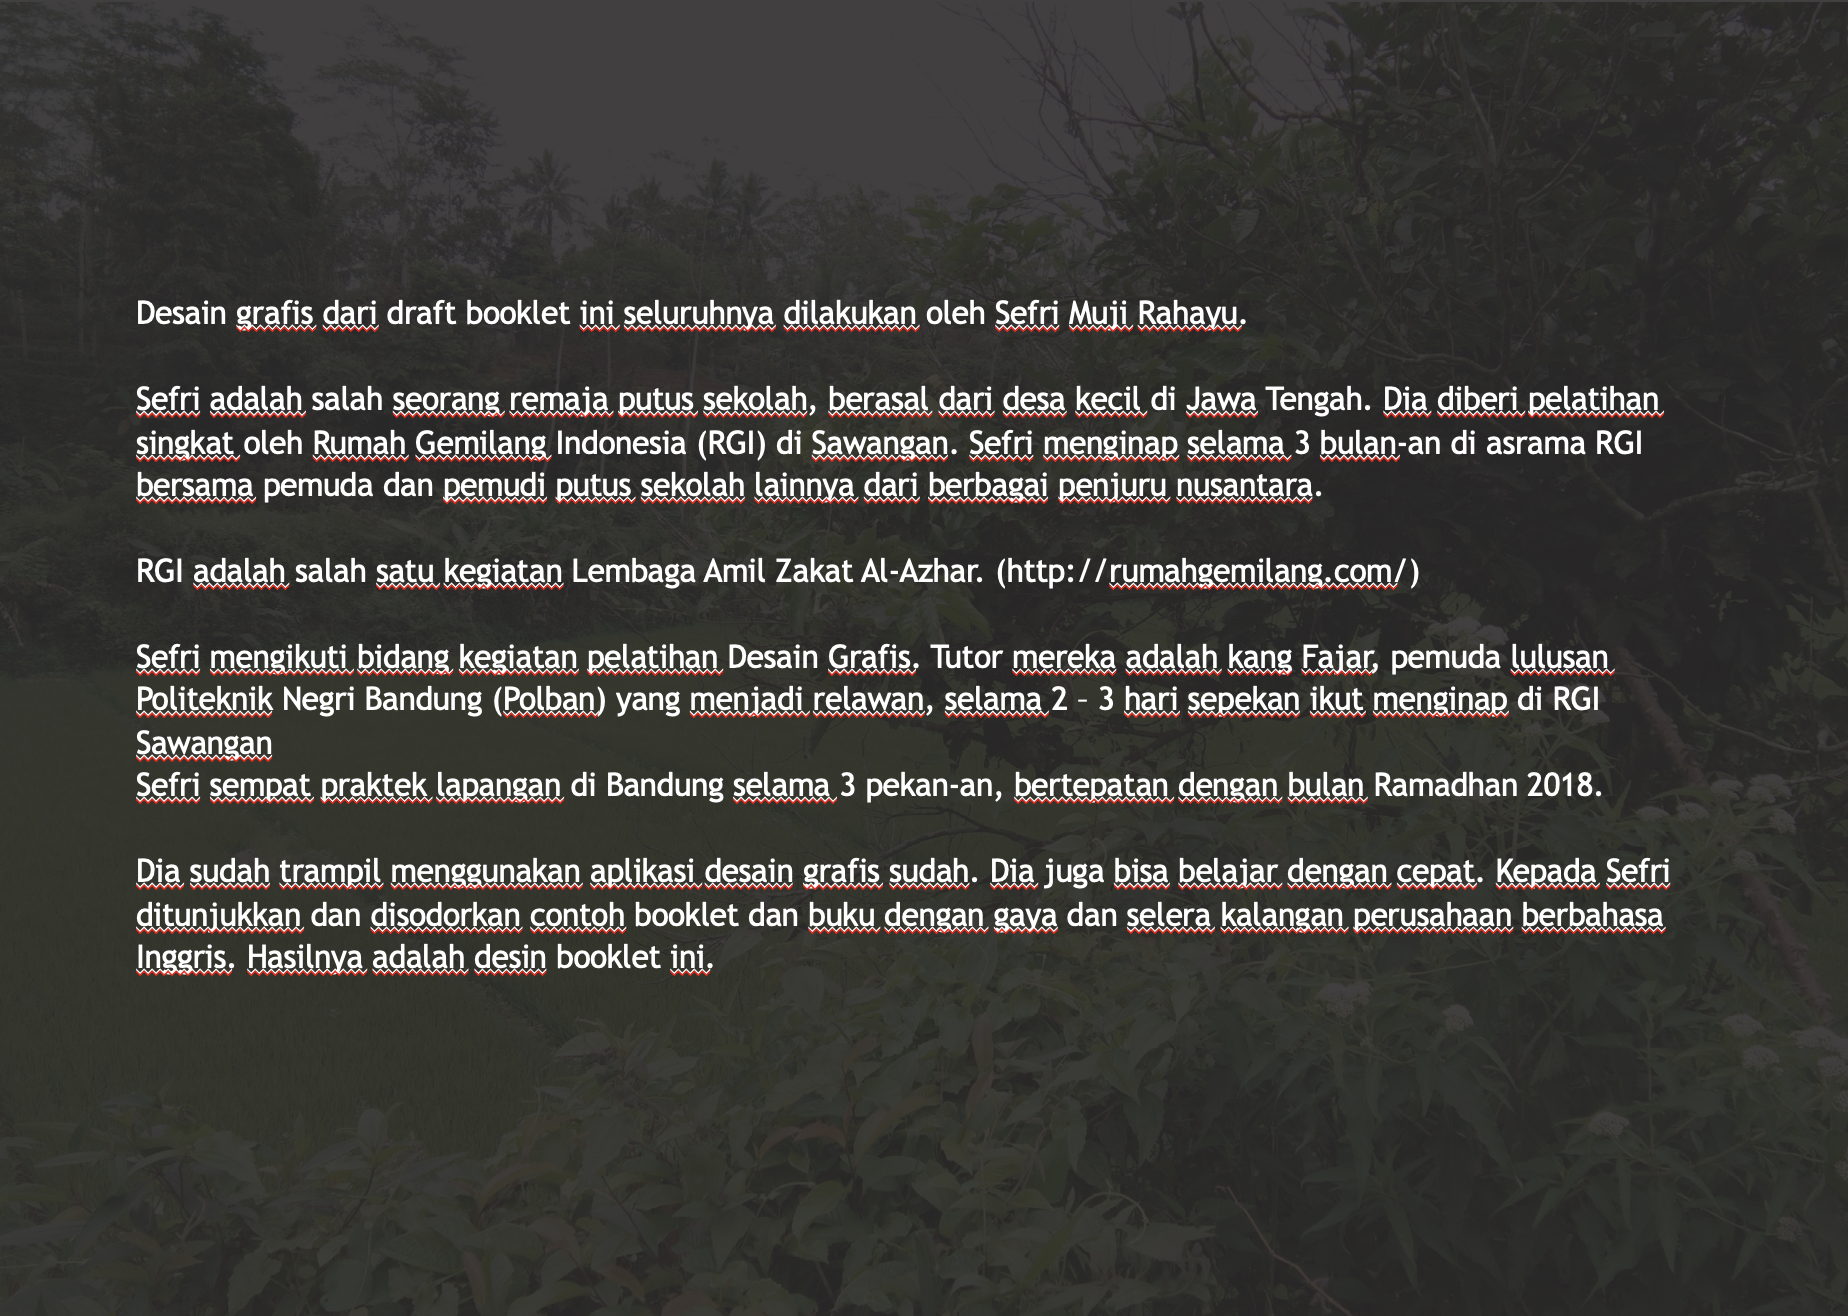 Desain grafis dari draft booklet ini seluruhnya dilakukan oleh Sefri Muji Rahayu.
Sefri adalah salah seorang remaja putus sekolah, berasal dari desa kecil di Jawa Tengah. Dia diberi pelatihan
singkat oleh Rumah Gemilang Indonesia (RGI) di Sawangan. Sefri menginap selama 3 bulan-an di asrama RGI
bersama pemuda dan pemudi putus sekolah lainnya dari berbagai penjuru nusantara.
RGI adalah salah satu kegiatan Lembaga Amil Zakat Al-Azhar. (http://rumahgemilang.com/)
Sefri mengikuti bidang kegiatan pelatihan Desain Grafis. Tutor mereka adalah kang Fajar, pemuda lulusan
Politeknik Negri Bandung (Polban) yang menjadi relawan, selama 2 – 3 hari sepekan ikut menginap di RGI
Sawangan
Sefri sempat praktek lapangan di Bandung selama 3 pekan-an, bertepatan dengan bulan Ramadhan 2018.
Dia sudah trampil menggunakan aplikasi desain grafis sudah. Dia juga bisa belajar dengan cepat. Kepada Sefri
ditunjukkan dan disodorkan contoh booklet dan buku dengan gaya dan selera kalangan perusahaan berbahasa
Inggris. Hasilnya adalah desin booklet ini.